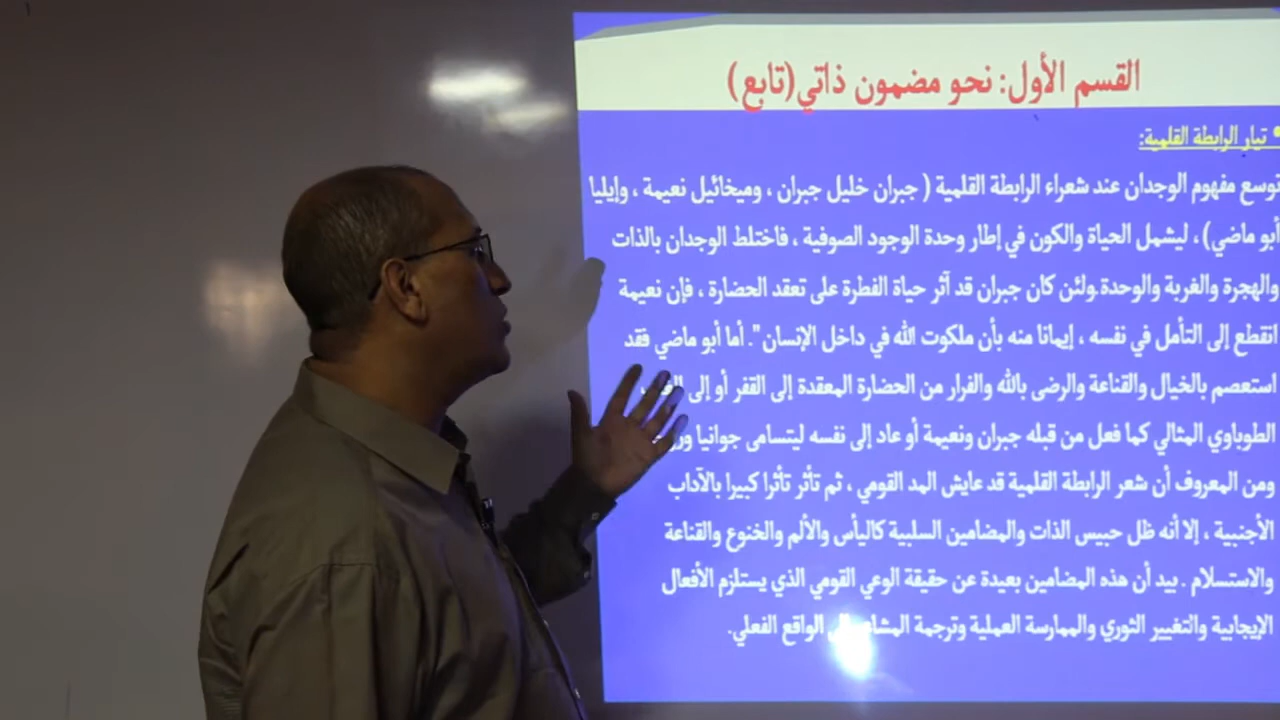 القسم الأول: نحو مضمون ذاتي(تابع)
• تيار الرابطة القلمية:
توسع مفهوم الوجدان عند شعراء الرابطة القلمية ( جبران خليل جبران ، وميخائيل نعيمة ، وإيليا
أبو ماضي) ، ليشمل الحياة والكون في إطار وحدة الوجود الصوفية ، فاختلط الوجدان بالذات
والهجرة والغربة والوحدة.ولئن كان جبران قد آثر حياة الفطرة على تعقد الحضارة ، فإن نعيمة
انقطع إلى التأمل في نفسه ، إيمانا منه بأن ملكوت الله في داخل الإنسان". أما أبو ماضي فقد
استعصم بالخيال والقناعة والرضى بالله والفرار من الحضارة المعقدة إلى القفر أو إلى
الطوباوي المثالي كما فعل من قبله جبران ونعيمة أو عاد إلى نفسه ليتسامى جوانيا
ومن المعروف أن شعر الرابطة القلمية قد عايش المد القومي ، ثم تأثر تأثرا كبيرا بالآداب
الأجنبية ، إلا أنه ظل حبيس الذات والمضامين السلبية كاليأس والألم والخنوع والقناعة
والاستسلام . بيد أن هذه المضامين بعيدة عن حقيقة الوعي القومي الذي يستلزم الأفعال
الإيجابية والتغيير الثوري والممارسة العملية وترجمة الواقع الفعلي.